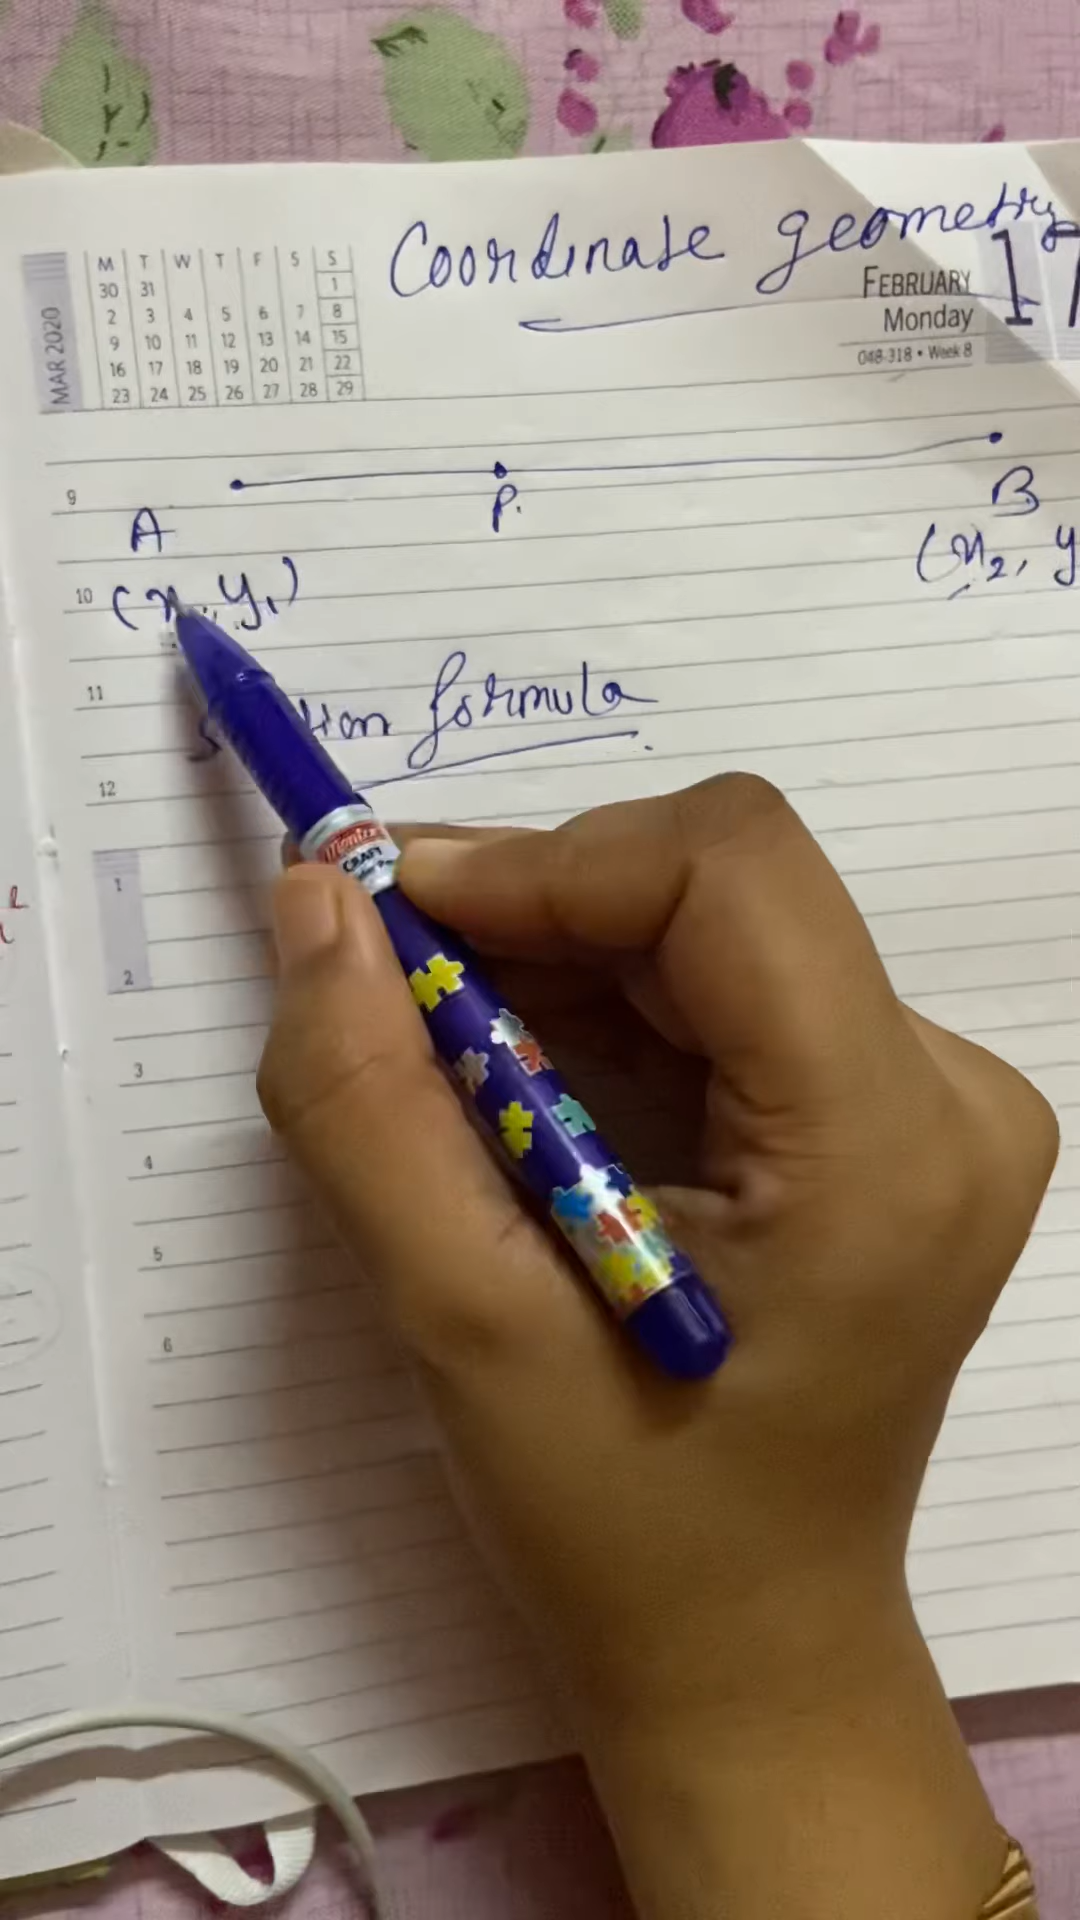 Coordinate geometry
17
FEBRUARY
Monday
048-318 • Week 8
MAR 2020
M T W T F S S
30 31 1
2 3 4 5 6 7 8
9 10 11 12 13 14 15
16 17 18 19 20 21 22
23 24 25 26 27 28 29
9
A P. B
10
(x, y₁) (x₂, y
11
formula
12
1
2
3
4
5
6
CRAFT